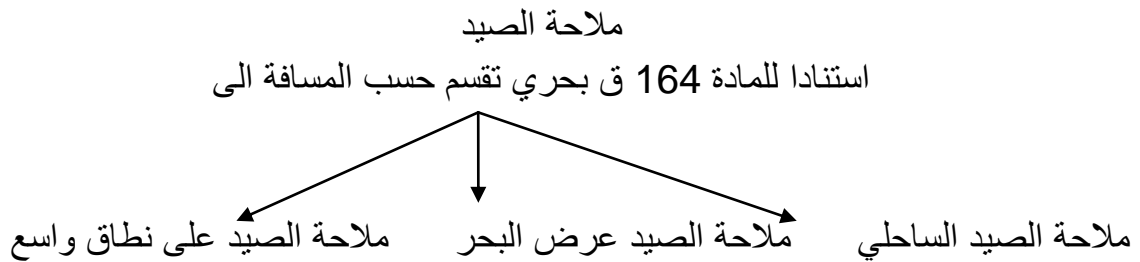 ملاحة الصيد
استنادا للمادة 164 ق بحري تقسم حسب المسافة الى
ملاحة الصيد الساحلي ملاحة الصيد عرض البحر ملاحة الصيد على نطاق واسع